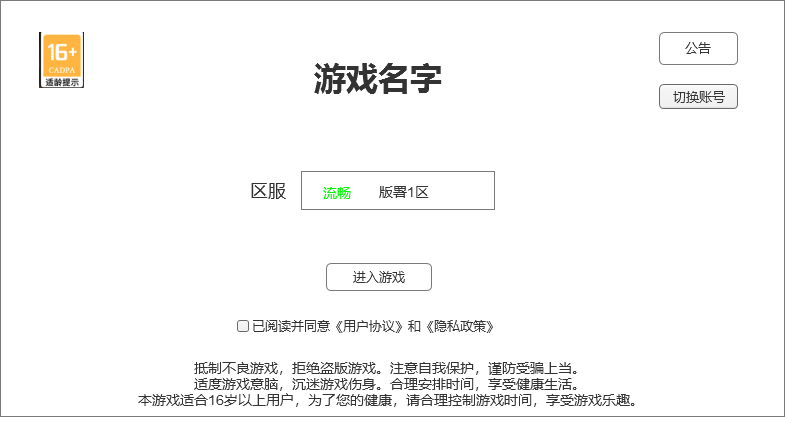 16+
CADPA
适龄提示
公告
游戏名字
切换账号
区服
流畅
版署1区
进入游戏
已阅读并同意《用户协议》和《隐私政策》
抵制不良游戏，拒绝盗版游戏。注意自我保护，谨防受骗上当。
适度游戏意脑，沉迷游戏伤身。合理安排时间，享受健康生活。
本游戏适合16岁以上用户，为了您的健康，请合理控制游戏时间，享受游戏乐趣。